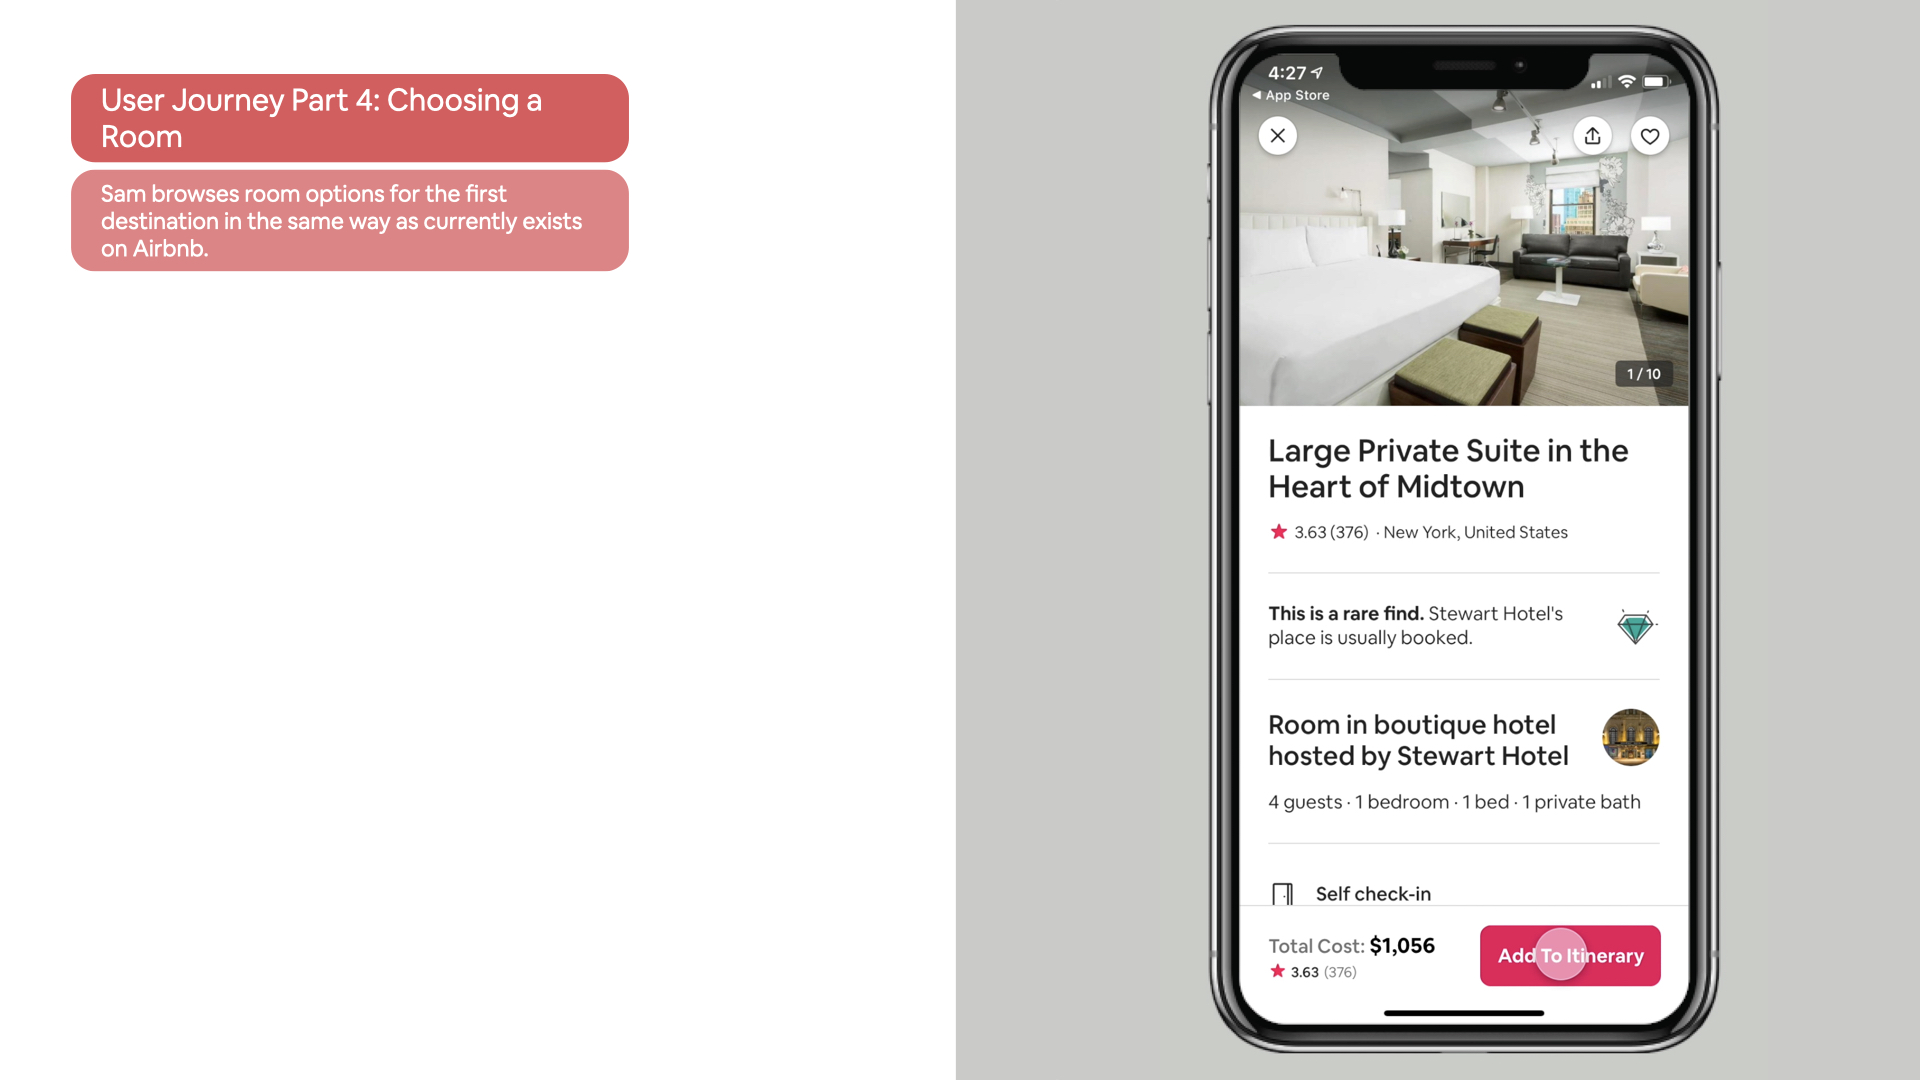 User Journey Part 4: Choosing a
Room
Sam browses room options for the first
destination in the same way as currently exists
on Airbnb.
4:27
◀ App Store
1 / 10
Large Private Suite in the
Heart of Midtown
3.63 (376) · New York, United States
This is a rare find. Stewart Hotel's
place is usually booked.
Room in boutique hotel
hosted by Stewart Hotel
4 guests · 1 bedroom · 1 bed · 1 private bath
Self check-in
Total Cost: $1,056
3.63 (376)
Add To Itinerary